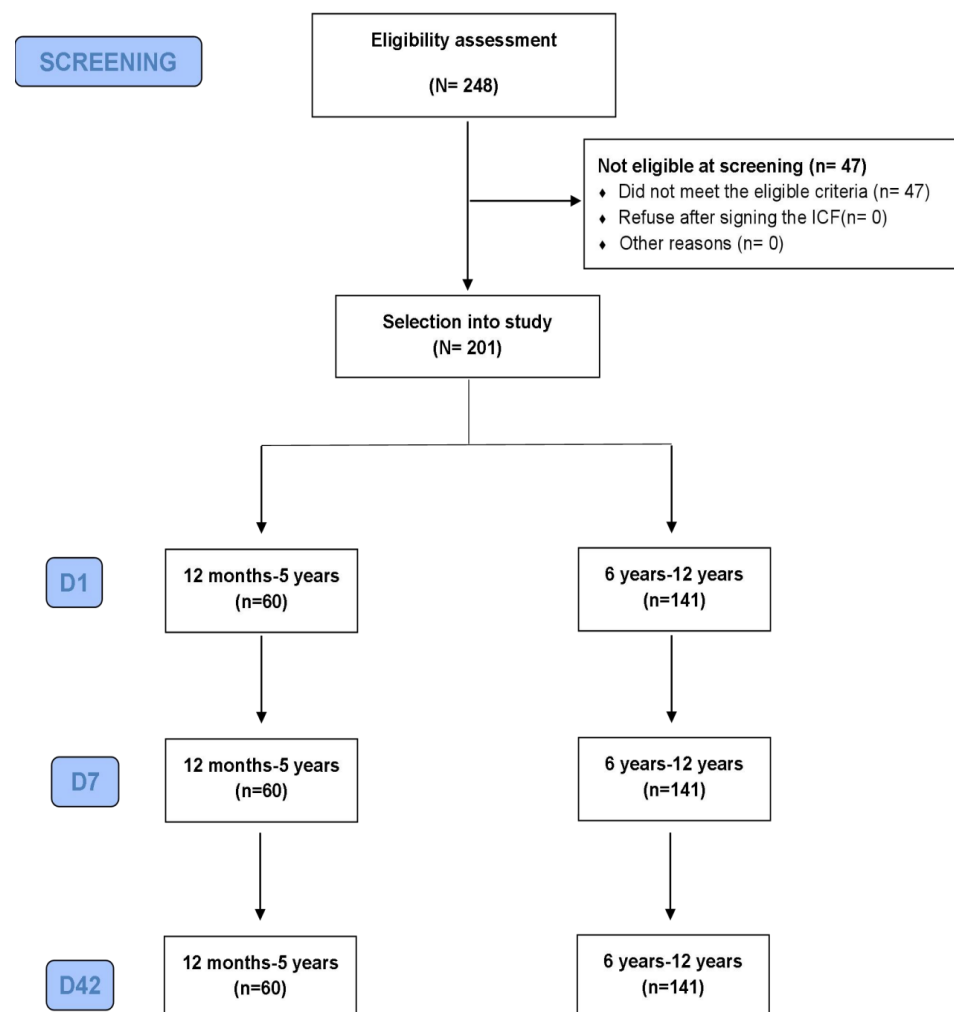 SCREENING
Eligibility assessment
(N= 248)
Not eligible at screening (n= 47)
♦ Did not meet the eligible criteria (n= 47)
♦ Refuse after signing the ICF(n= 0)
♦ Other reasons (n= 0)
Selection into study
(N= 201)
D1
12 months-5 years
(n=60)
6 years-12 years
(n=141)
D7
12 months-5 years
(n=60)
6 years-12 years
(n=141)
D42
12 months-5 years
(n=60)
6 years-12 years
(n=141)